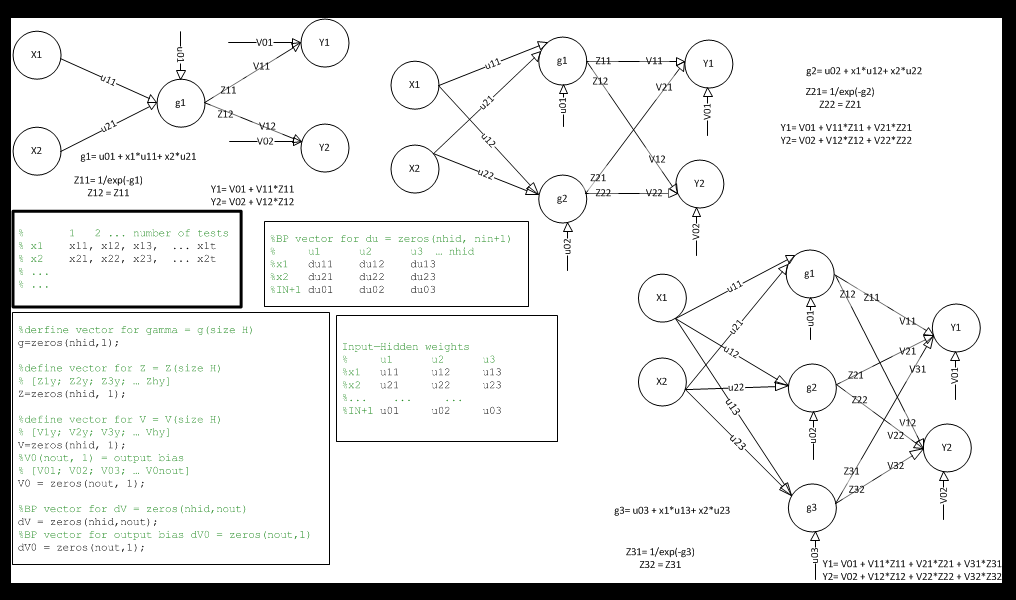 X1
X2
u11
u21
u01
g1
V01
V11
Z11
Z12
V12
V02
Y1
Y2
g1= u01 + x1*u11+ x2*u21
Z11= 1/exp(-g1)
Z12 = Z11
Y1= V01 + V11*Z11
Y2= V02 + V12*Z12
X1
X2
u11
u21
u12
u22
g1
u01
g2
u02
Z11
Z12
V11
V21
Z21
Z22
V12
V22
Y1
V01
Y2
V02
g2= u02 + x1*u12+ x2*u22
Z21= 1/exp(-g2)
Z22 = Z21
Y1= V01 + V11*Z11 + V21*Z21
Y2= V02 + V12*Z12 + V22*Z22
% 1 2 ... number of tests
% x1 x11, x12, x13, ... x1t
% x2 x21, x22, x23, ... x2t
% ...
% ...
%BP vector for du = zeros(nhid, nin+1)
% u1 u2 u3 … nhid
%x1 du11 du12 du13
%x2 du21 du22 du23
%IN+1 du01 du02 du03
%derfine vector for gamma = g(size H)
g=zeros(nhid,1);
%define vector for Z = Z(size H)
% [Z1y; Z2y; Z3y; … Zhy]
Z=zeros(nhid, 1);
%define vector for V = V(size H)
% [V1y; V2y; V3y; … Vhy]
V=zeros(nhid, 1);
%V0(nout, 1) = output bias
% [V01; V02; V03; … V0nout]
V0 = zeros(nout, 1);
%BP vector for dV = zeros(nhid,nout)
dV = zeros(nhid,nout);
%BP vector for output bias dV0 = zeros(nout,1)
dV0 = zeros(nout,1);
Input—Hidden weights
% u1 u2 u3
%x1 u11 u12 u13
%x2 u21 u22 u23
%... ... ...
%IN+1 u01 u02 u03
X1
X2
u11
u21
u12
u22
u13
u23
g1
u01
g2
u02
g3
u03
Z12
Z11
V11
V21
V31
Z21
Z22
V12
V22
V32
Z31
Z32
Y1
V01
Y2
V02
g3= u03 + x1*u13+ x2*u23
Z31= 1/exp(-g3)
Z32 = Z31
Y1= V01 + V11*Z11 + V21*Z21 + V31*Z31
Y2= V02 + V12*Z12 + V22*Z22 + V32*Z32